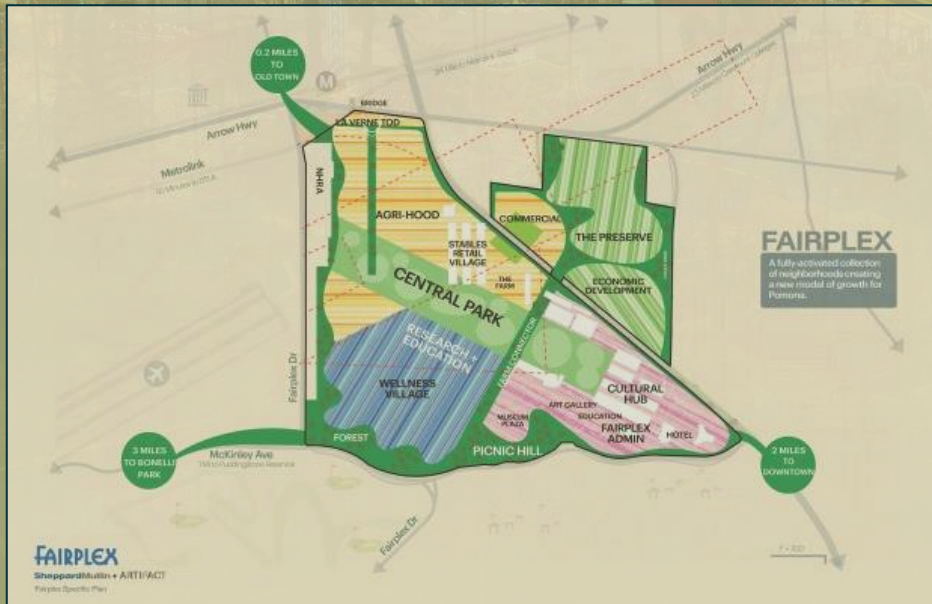 0.2 MILES
TO
OLD TOWN
M
BRIDGE
LA VERNE TOD
Arrow Hwy
Arrow Hwy
Metrolink
NHRA
AGRI-HOOD
STABLES
RETAIL
VILLAGE
COMMERCIAL
THE PRESERVE
FAIRPLEX
A fully-activated collection
of neighborhoods creating
a new model of growth for
Pomona.
THE
FARM
ECONOMIC
DEVELOPMENT
CENTRAL PARK
RESEARCH +
EDUCATION
FARM CONNECTOR
WELLNESS
VILLAGE
CULTURAL
HUB
ART GALLERY
EDUCATION
MUSEUM
PLAZA
FAIRPLEX
ADMIN
HOTEL
Fairplex Dr
FOREST
PICNIC HILL
3 MILES
TO BONELLI
PARK
McKinley Ave
2 MILES
TO
DOWNTOWN
Fairplex Dr
FAIRPLEX
SheppardMullin + ARTIFACT
Fairplex Specific Plan